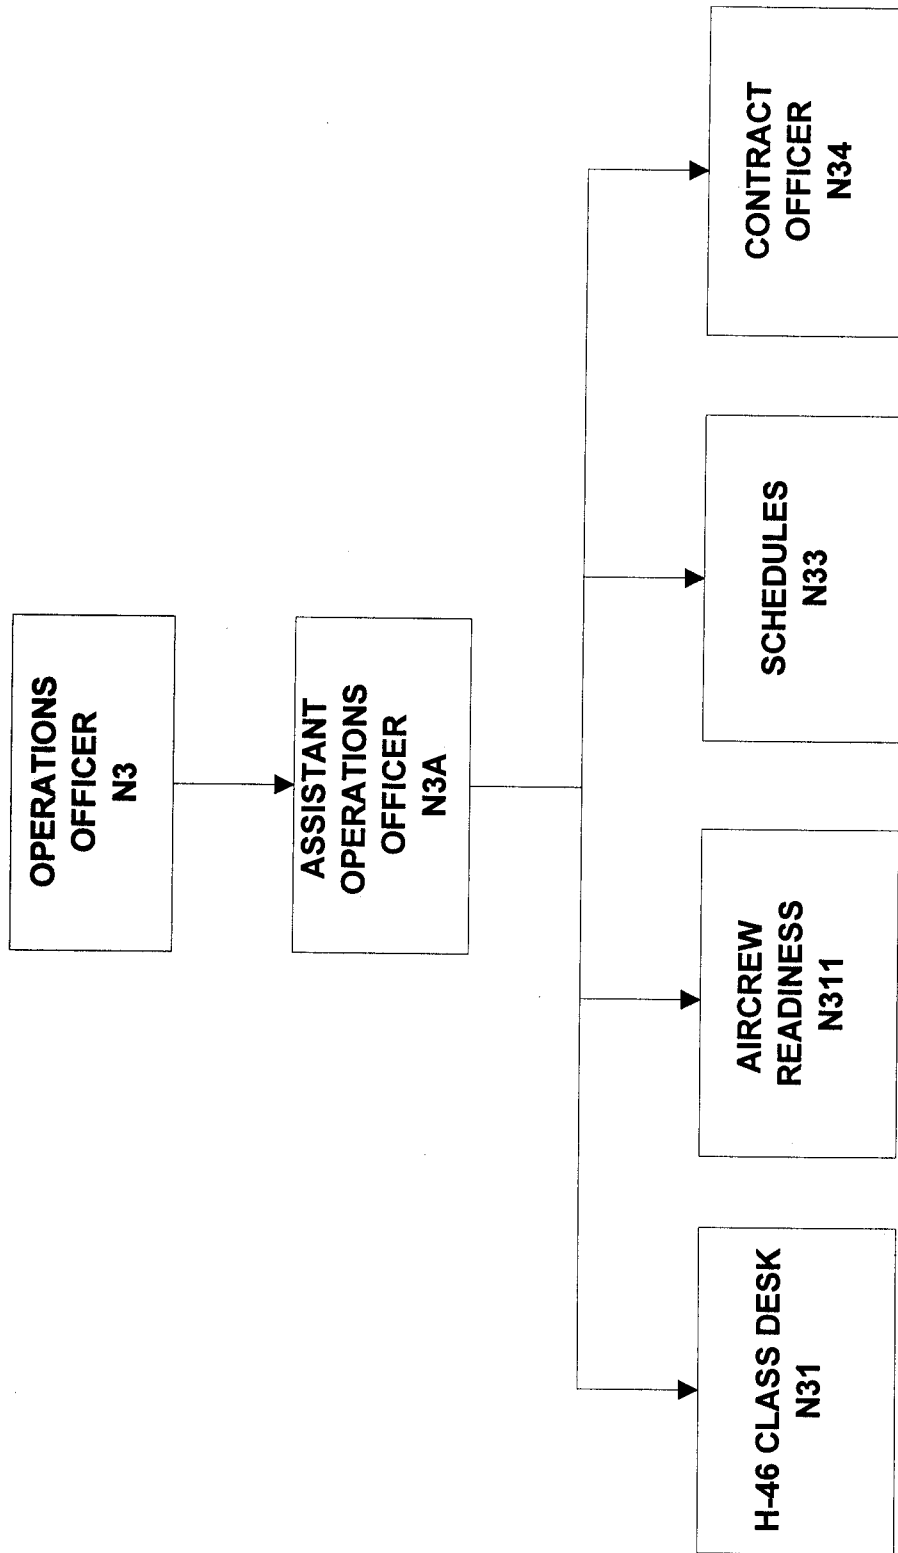 OPERATIONS
OFFICER
N3
ASSISTANT
OPERATIONS
OFFICER
N3A
H-46 CLASS DESK
N31
AIRCREW
READINESS
N311
SCHEDULES
N33
CONTRACT
OFFICER
N34